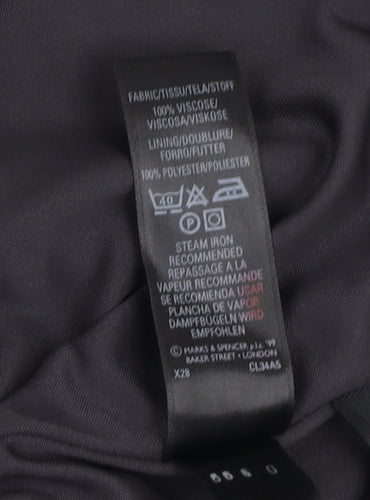 FABRIC/TISSU/TELA/STOFF
100% VISCOSE/
VISCOSA/VISKOSE
LINING/DOUBLURE/
FORRO/FUTTER
100% POLYESTER/POLIESTER
40
P
STEAM IRON
RECOMMENDED
REPASSAGE A LA
VAPEUR RECOMMANDE
SE RECOMIENDA USAR
PLANCHA DE VAPOR
DAMPFBÜGELN WIRD
EMPFOHLEN
© MARKS & SPENCER p.l.c. '99
BAKER STREET • LONDON
X28 CL34A5